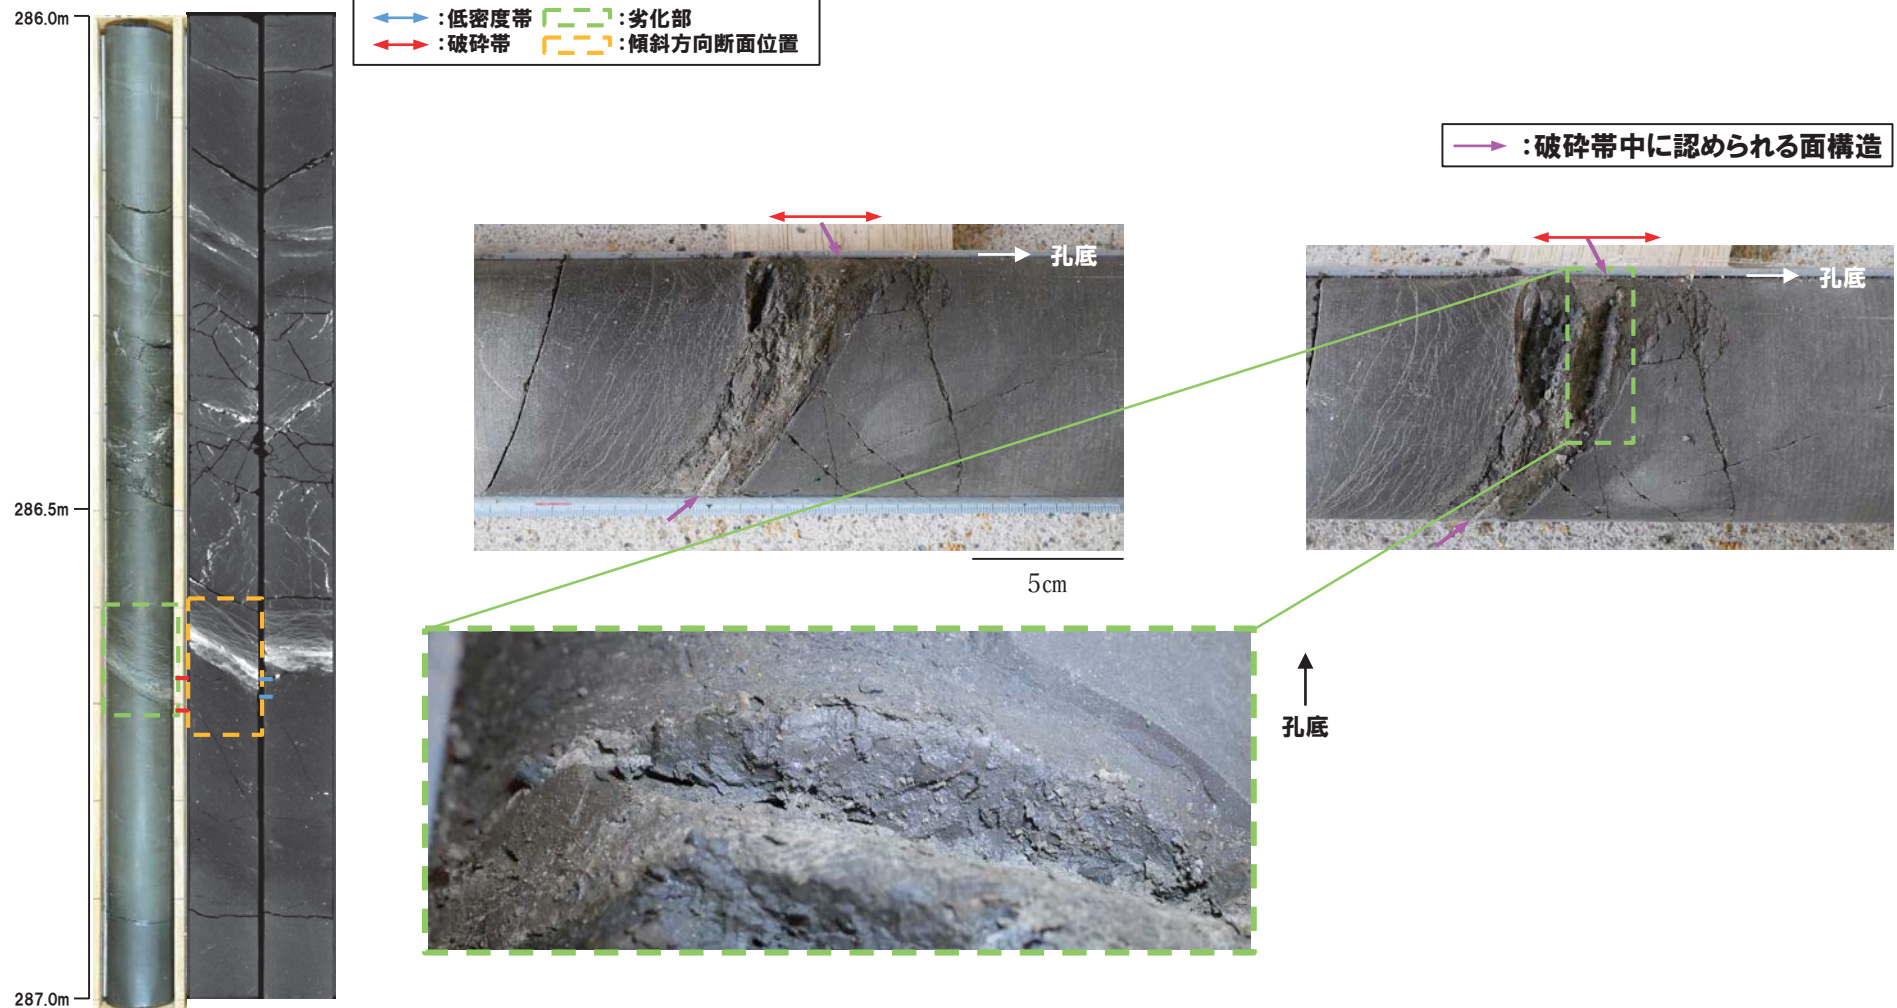 286.0m
:低密度帯
:劣化部
:破砕帯
:傾斜方向断面位置
:破砕帯中に認められる面構造
孔底
孔底
286.5m
5cm
孔底
287.0m